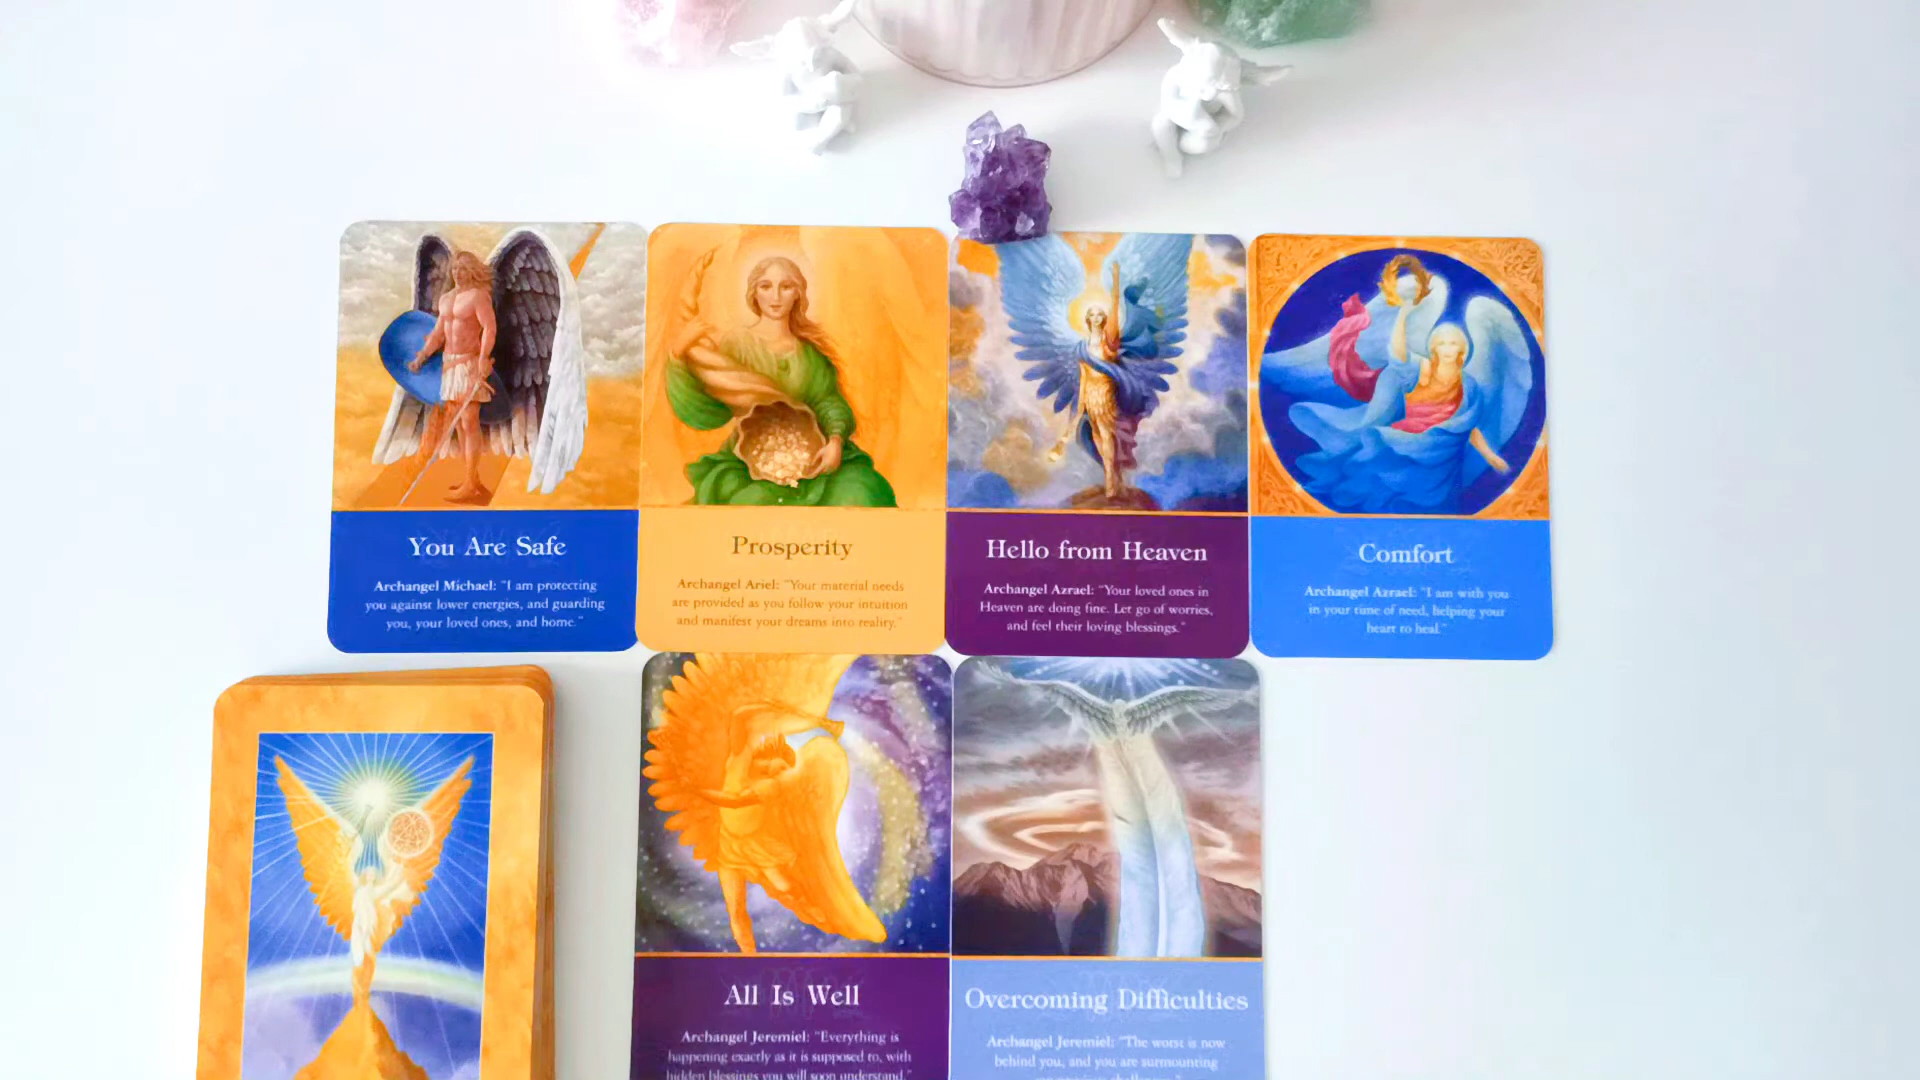 You Are Safe
Archangel Michael: "I am protecting
you against lower energies, and guarding
you, your loved ones, and home."
Prosperity
Archangel Ariel: "Your material needs
are provided as you follow your intuition
and manifest your dreams into reality."
Hello from Heaven
Archangel Azrael: "Your loved ones in
Heaven are doing fine. Let go of worries,
and feel their loving blessings."
Comfort
Archangel Azrael: "I am with you
in your time of need, helping your
heart to heal."
All Is Well
Archangel Jeremiel: "Everything is
happening exactly as it is supposed to, with
hidden blessings you will soon understand."
Overcoming Difficulties
Archangel Jeremiel: "The worst is now
behind you, and you are surmounting